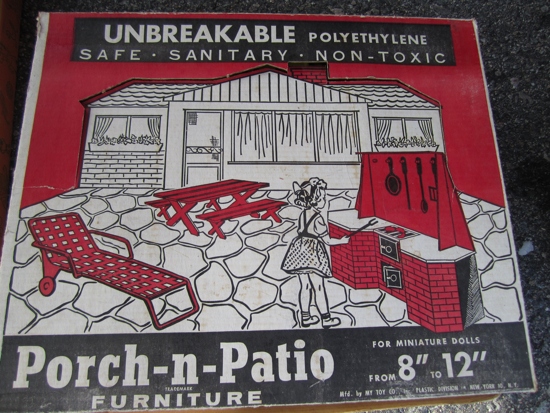 UNBREAKABLE POLYETHYLENE
SAFE · SANITARY · NON-TOXIC
Porch-n-Patio
TRADEMARK
FURNITURE
FOR MINIATURE DOLLS
FROM 8" TO 12"
Mfd. by MY TOY CO. PLASTIC DIVISION NEW YORK N. Y.